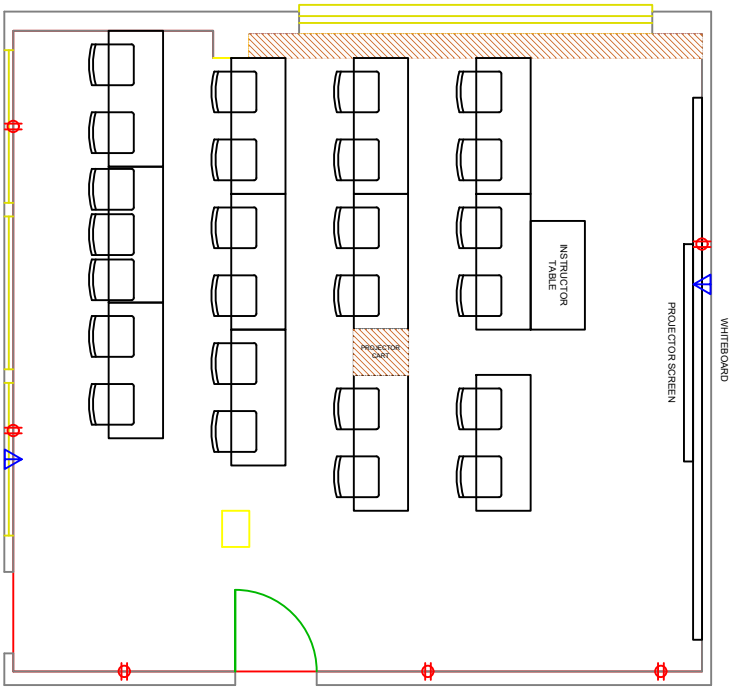 INSTRUCTOR
TABLE
PROJECTOR
CART
PROJECTOR SCREEN
WHITEBOARD